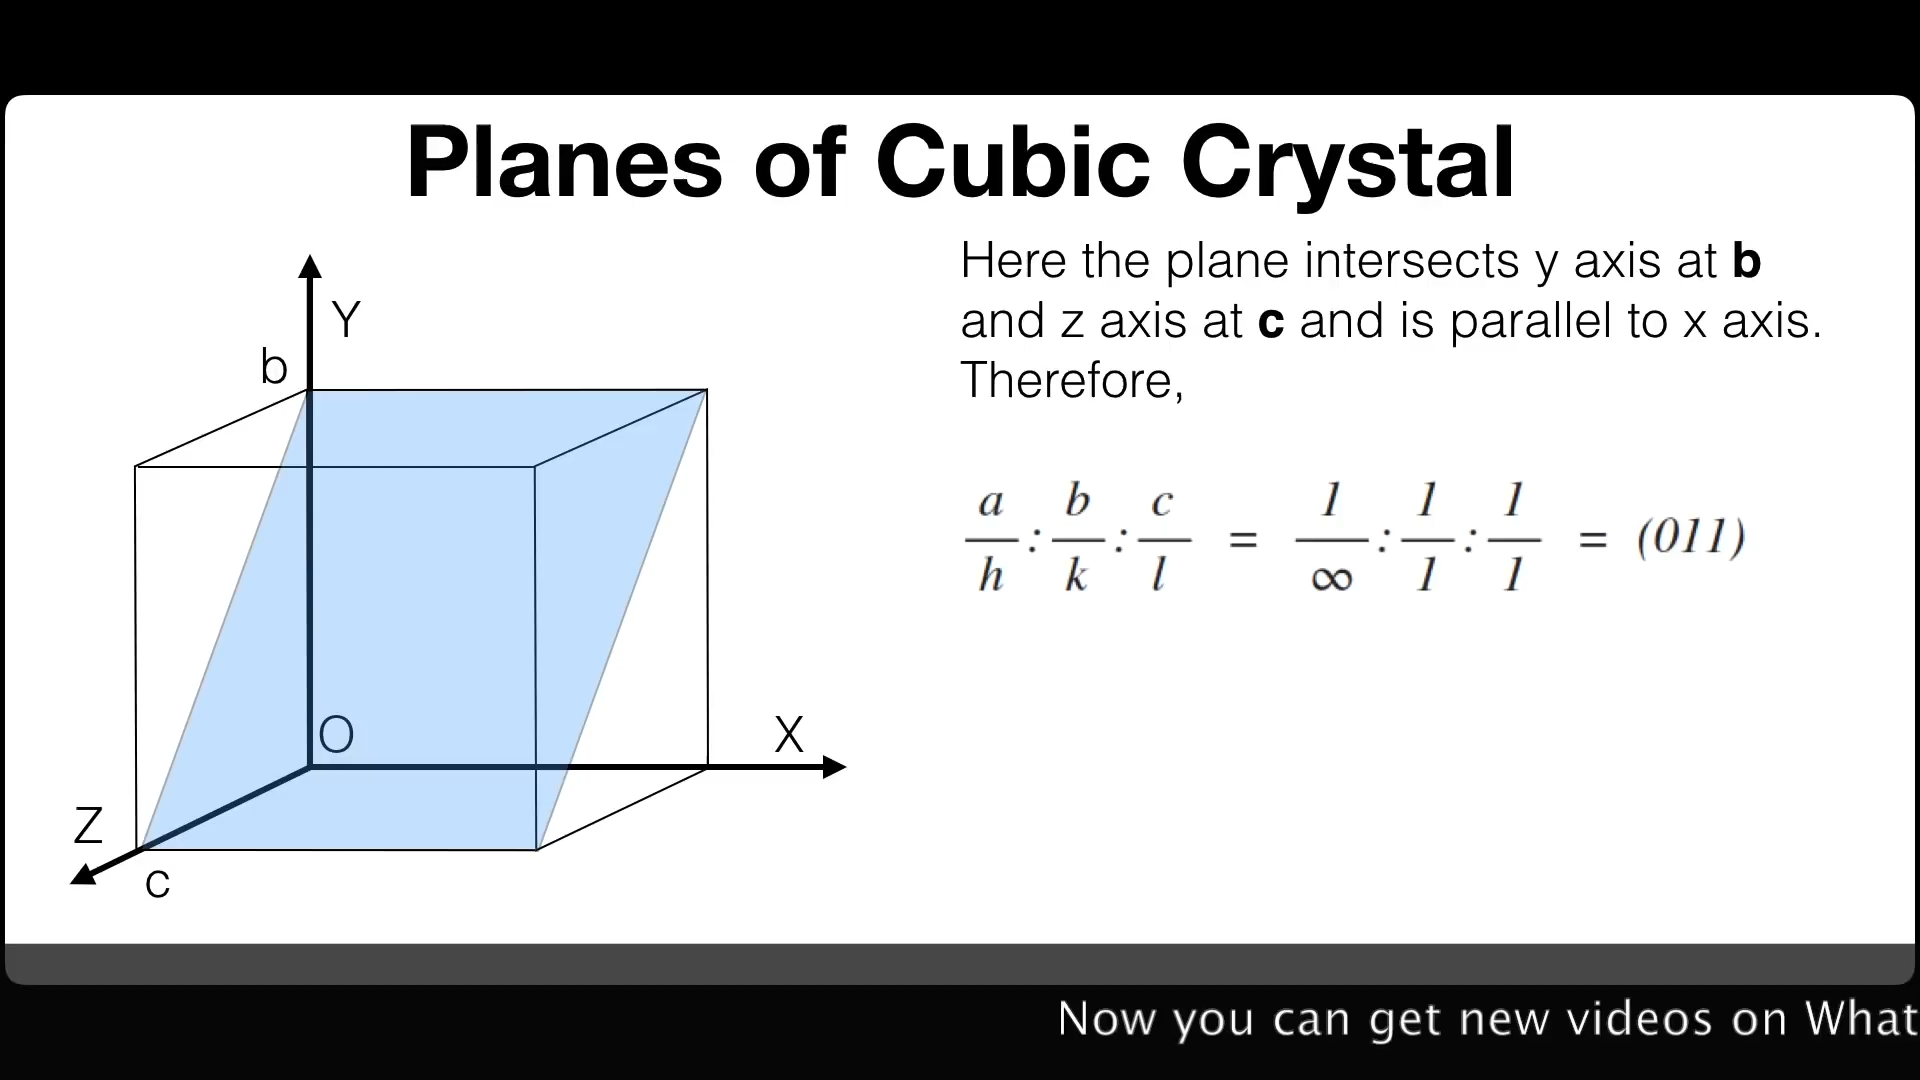 Planes of Cubic Crystal
Here the plane intersects y axis at b
and z axis at c and is parallel to x axis.
Therefore,
a/h : b/k : c/l = 1/∞ : 1/1 : 1/1 = (011)
Y
b
O
X
Z
c
Now you can get new videos on What